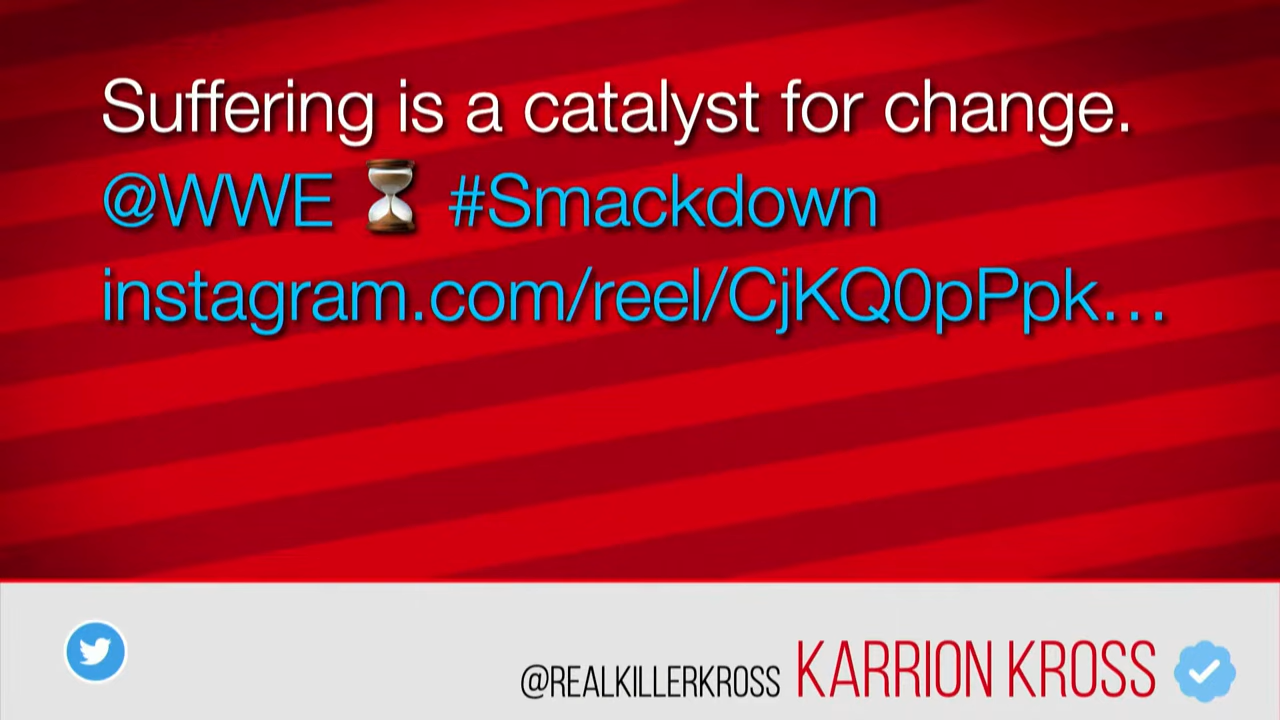 Suffering is a catalyst for change.
@WWE ⏳ #Smackdown
instagram.com/reel/CjKQ0pPpk…
@REALKILLERKROSS KARRION KROSS